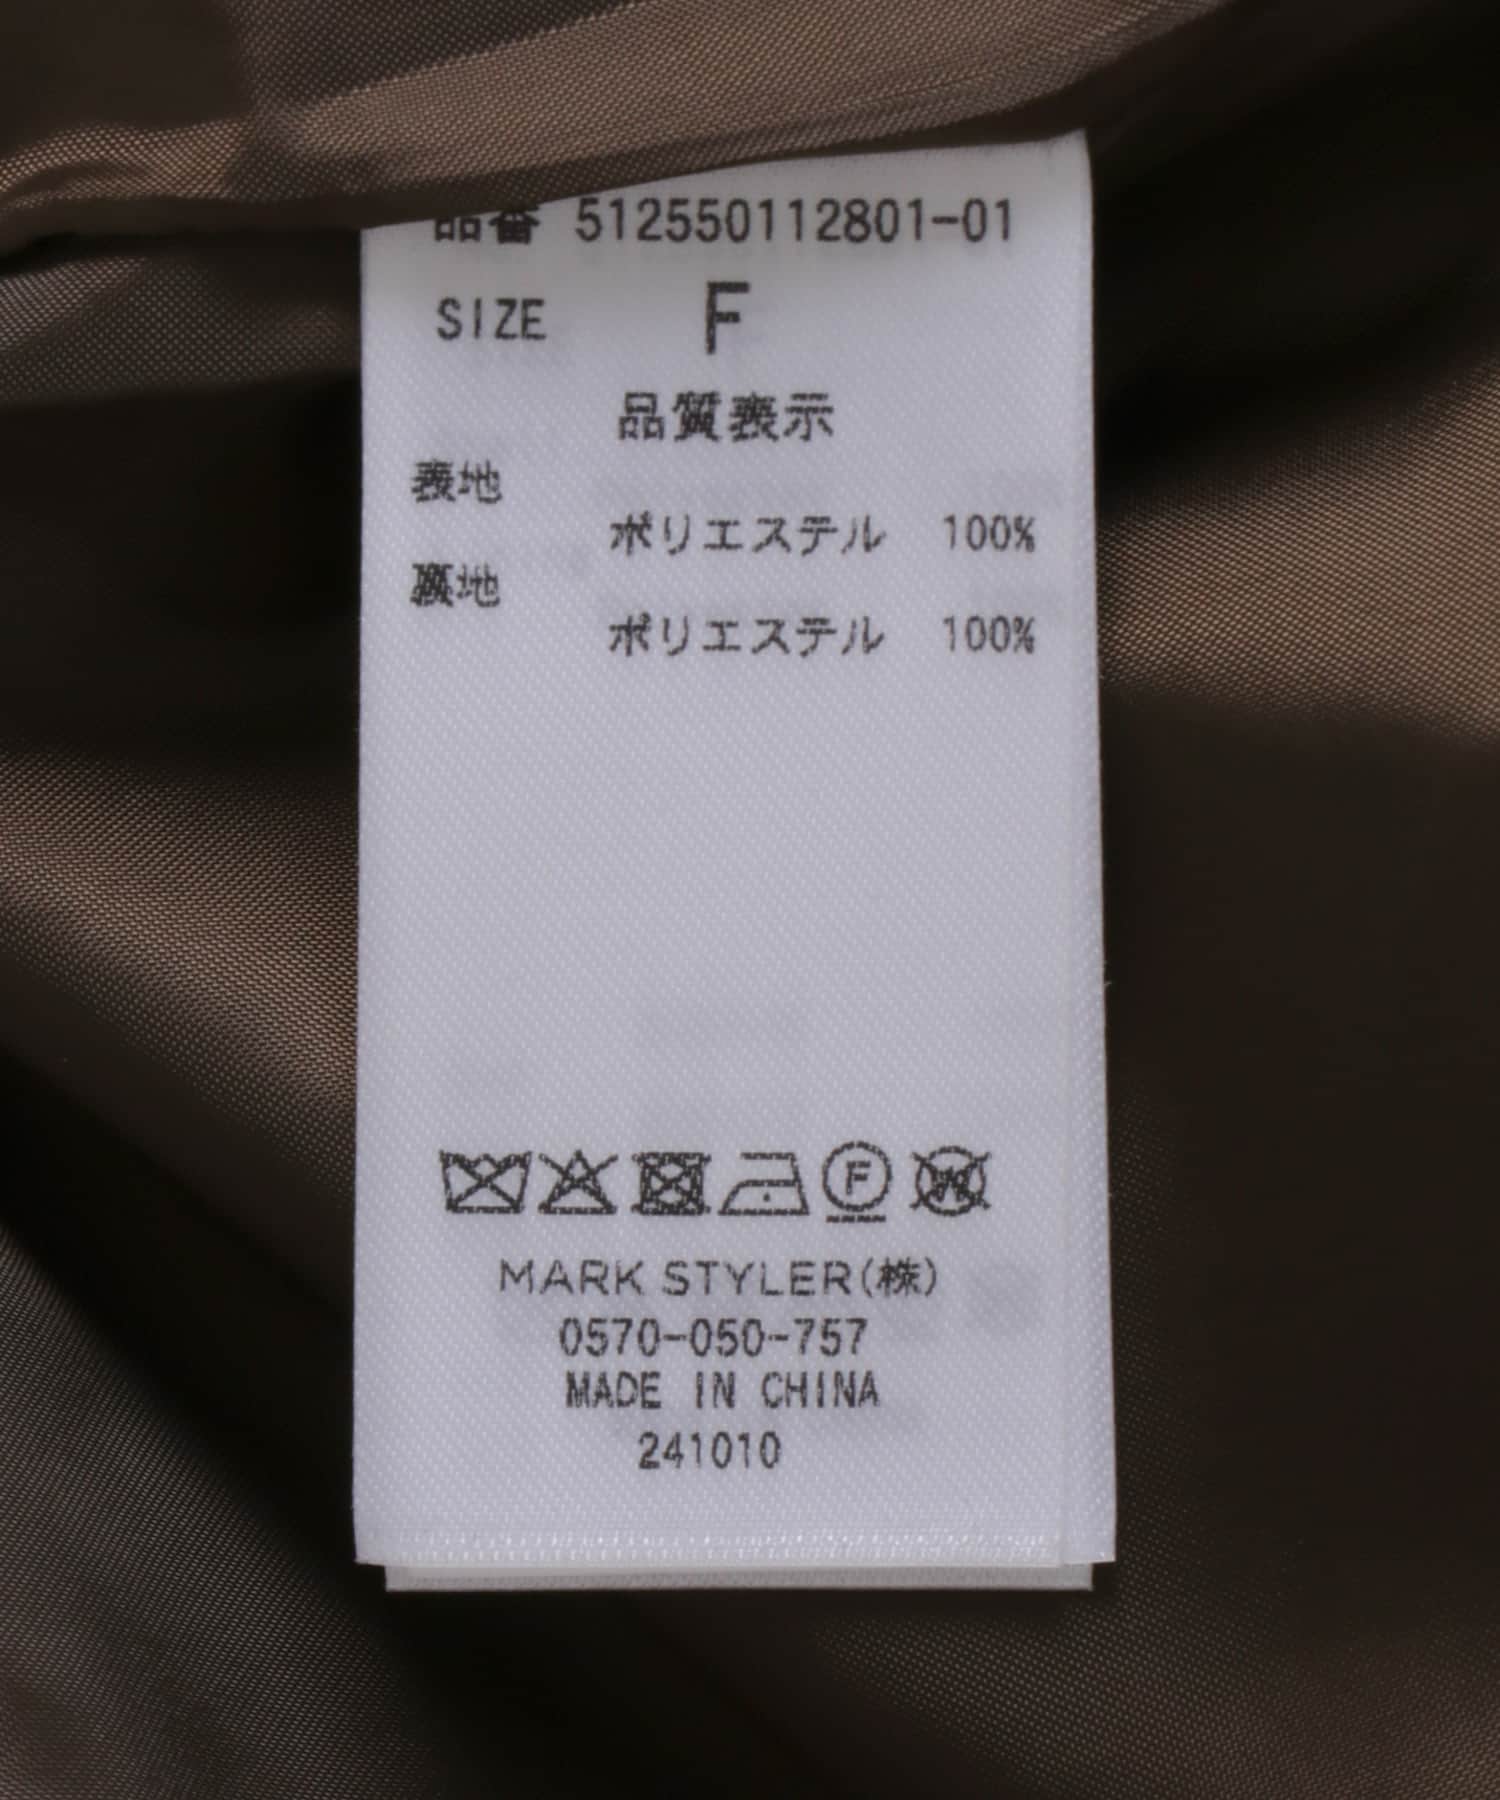 品番 512550112801-01
SIZE F
品質表示
表地
ポリエステル 100%
裏地
ポリエステル 100%
MARK STYLER(株)
0570-050-757
MADE IN CHINA
241010